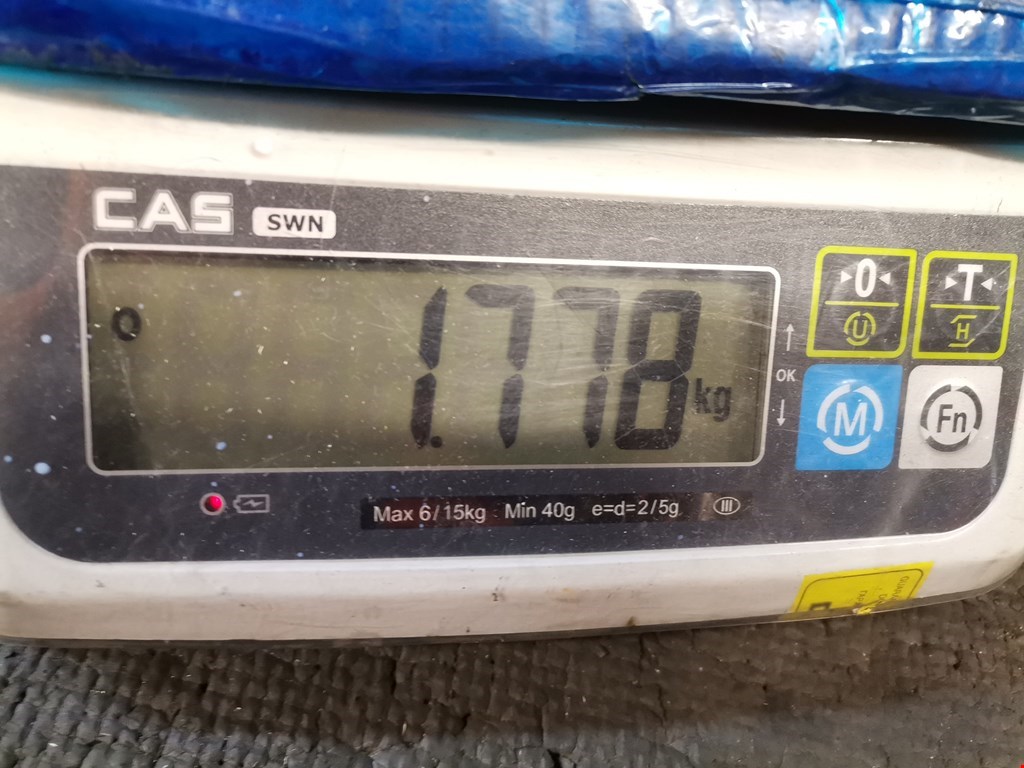 CAS SWN
O
1.778 kg
0 T
U H
OK
M Fn
Max 6/15kg Min 40g e=d=2/5g III